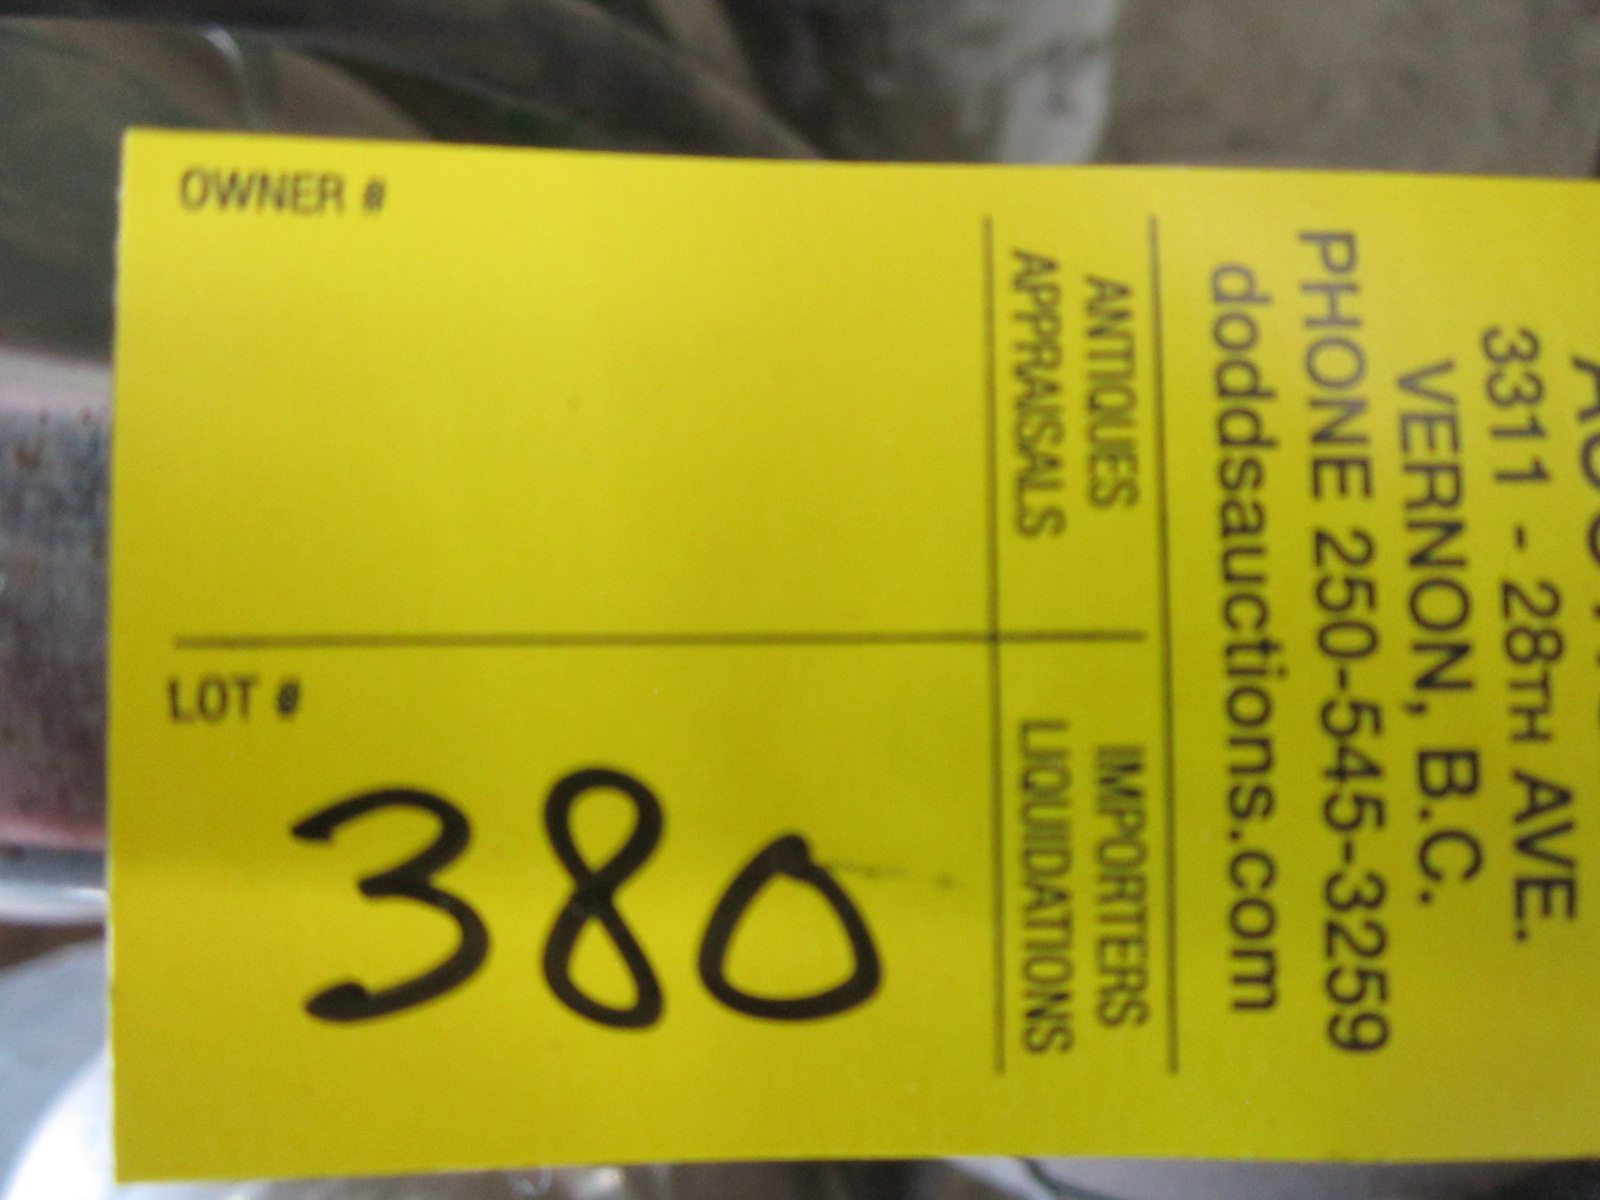 3311 - 28TH AVE.
VERNON, B.C.
PHONE 250-545-3259
doddsauctions.com
ANTIQUES IMPORTERS
APPRAISALS LIQUIDATIONS
OWNER #
LOT #
380